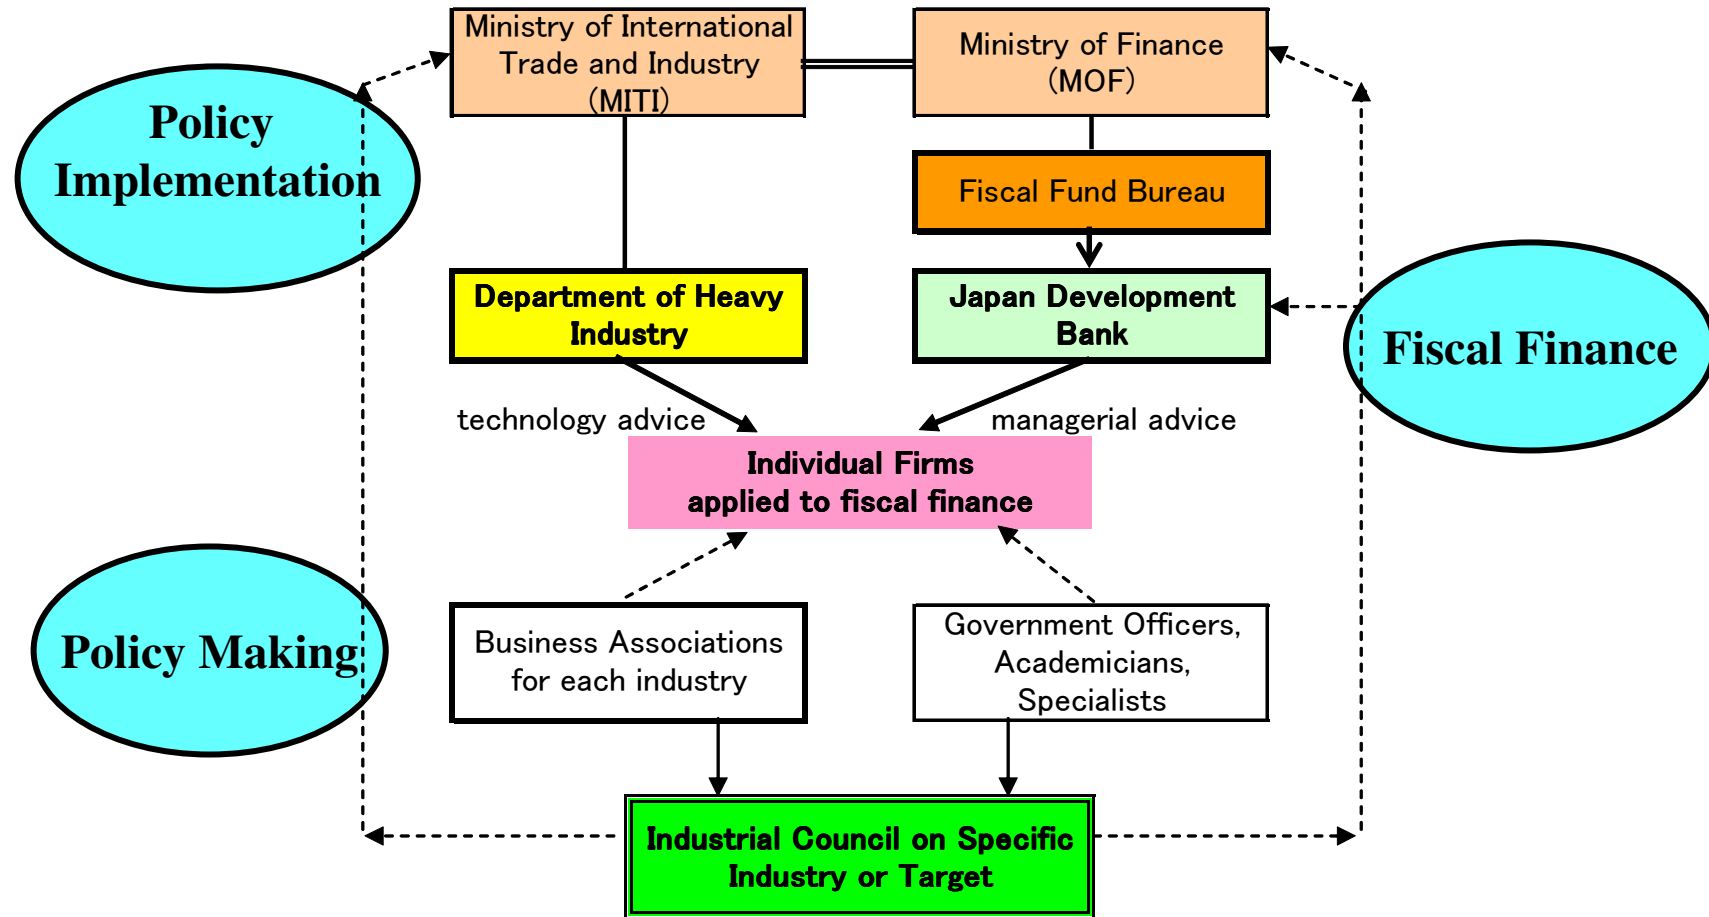 Ministry of International
Trade and Industry
(MITI)
Ministry of Finance
(MOF)
Policy
Implementation
Fiscal Fund Bureau
Department of Heavy
Industry
Japan Development
Bank
Fiscal Finance
technology advice
managerial advice
Individual Firms
applied to fiscal finance
Policy Making
Business Associations
for each industry
Government Officers,
Academicians,
Specialists
Industrial Council on Specific
Industry or Target